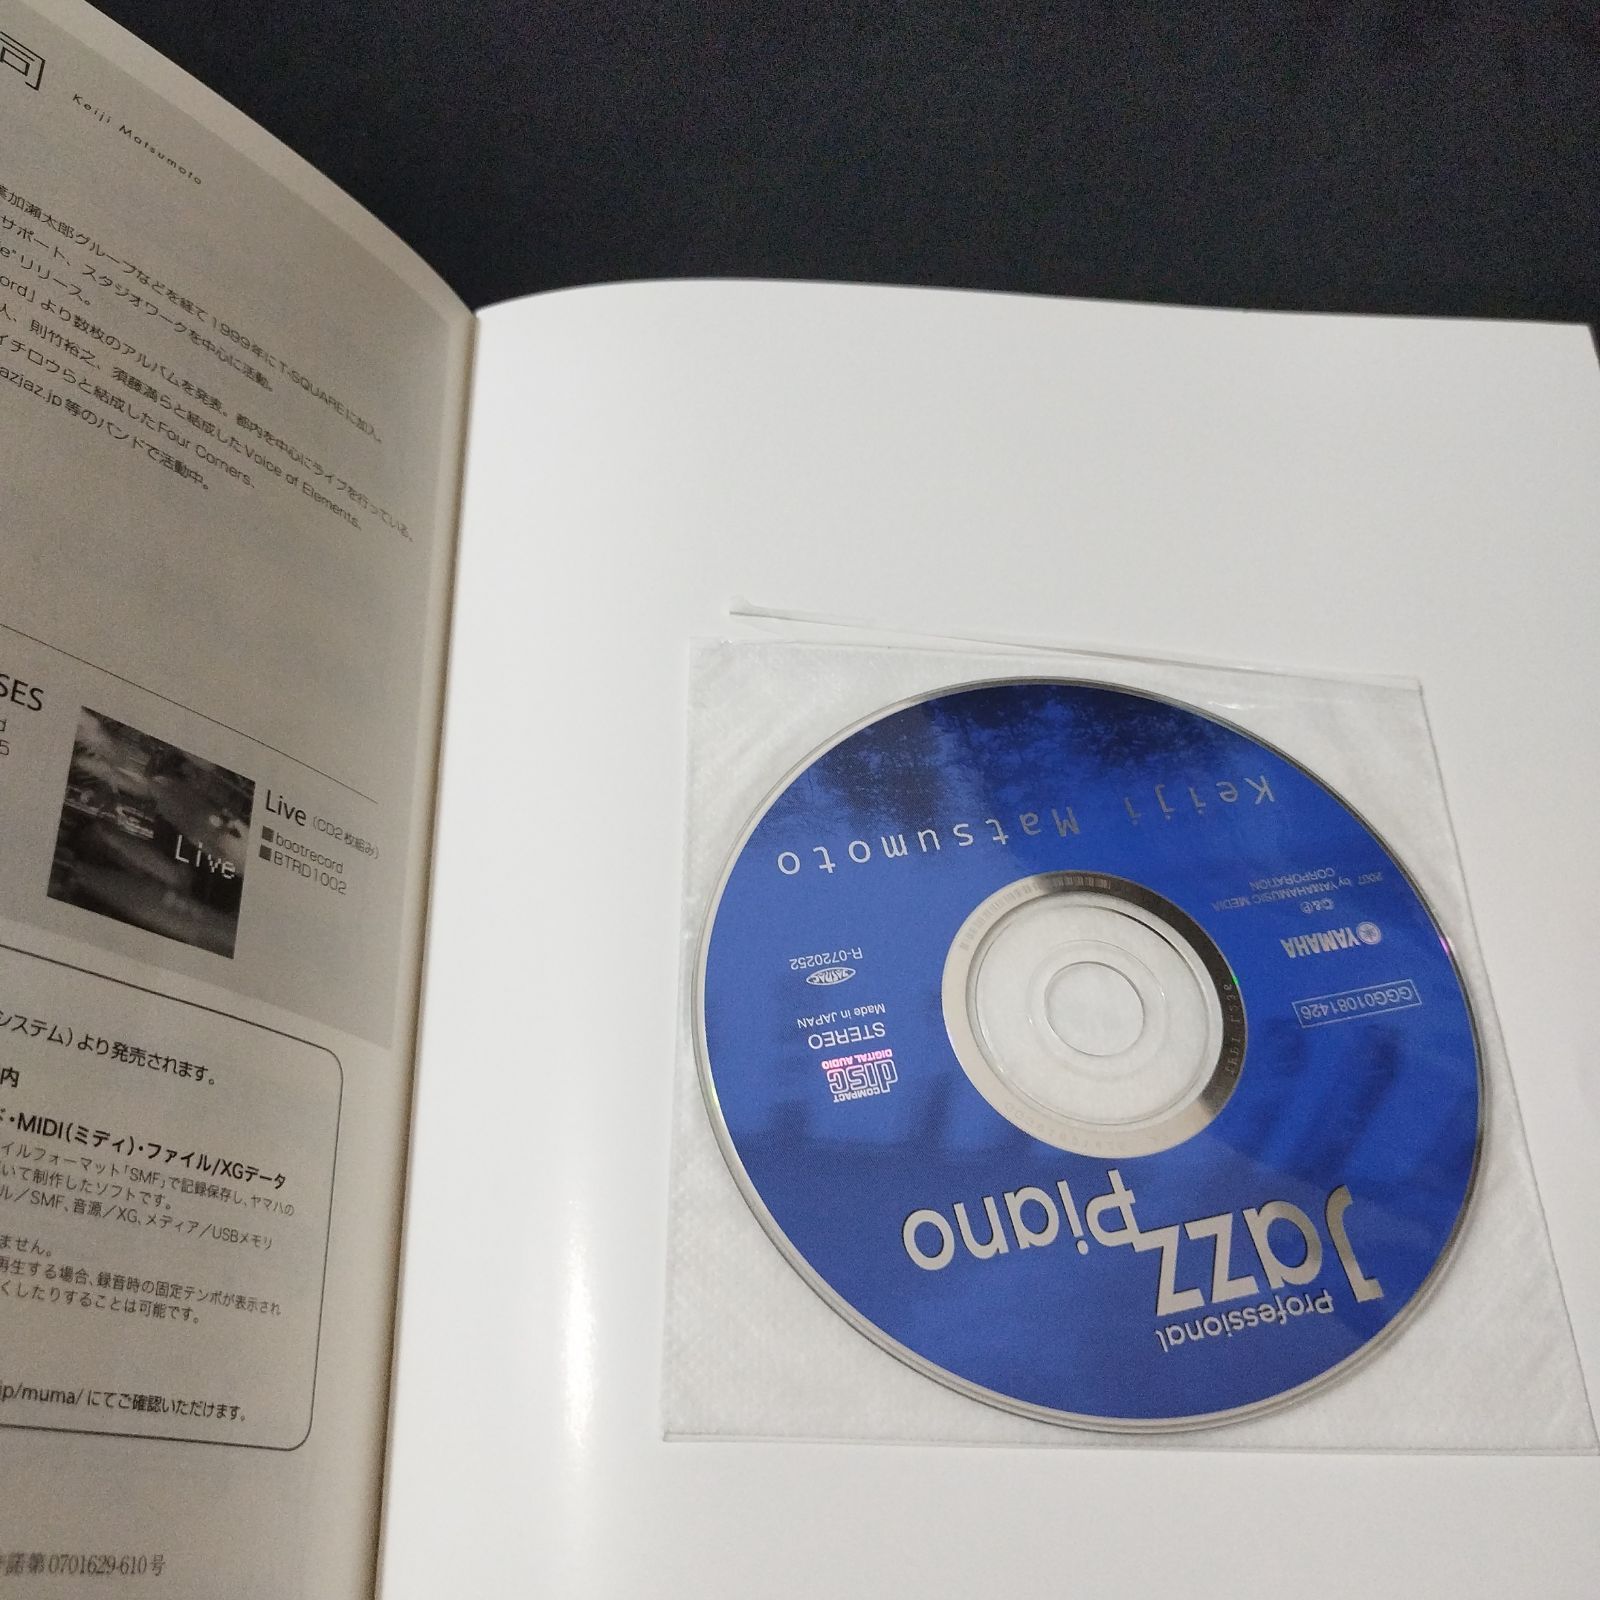 司
Keiji Matsumoto
葉加瀬太郎グループなどを経て1999年にT-SQUAREに加入。
サポート、スタジオワークを中心に活動。
リリース。
ord」より数枚のアルバムを発表。都内を中心にライブを行っている。
人、則竹裕之、須藤満らと結成したVoice of Elements、
イチロウらと結成したFour Corners、
azjaz.jp等のバンドで活動中。
SES
d
5
Live
Live（CD2枚組み）
■bootrecord
■BTRD1002
システム）より発売されます。
内
・MIDI（ミディ）・ファイル/XGデータ
イルフォーマット「SMF」で記録保存し、ヤマハの
いて制作したソフトです。
ル／SMF、音源／XG、メディア／USBメモリ
ません。
再生する場合、録音時の固定テンポが表示され
くしたりすることは可能です。
jp/muma/にてご確認いただけます。
諾第0701629-610号
Professional
Jazz
Piano
COMPACT
disc
DIGITAL AUDIO
STEREO
Made in JAPAN
JASRAC
R-0720252
GGG01081426
YAMAHA
©&℗
2007 by YAMAHAMUSIC MEDIA
CORPORATION
Keiji Matsumoto